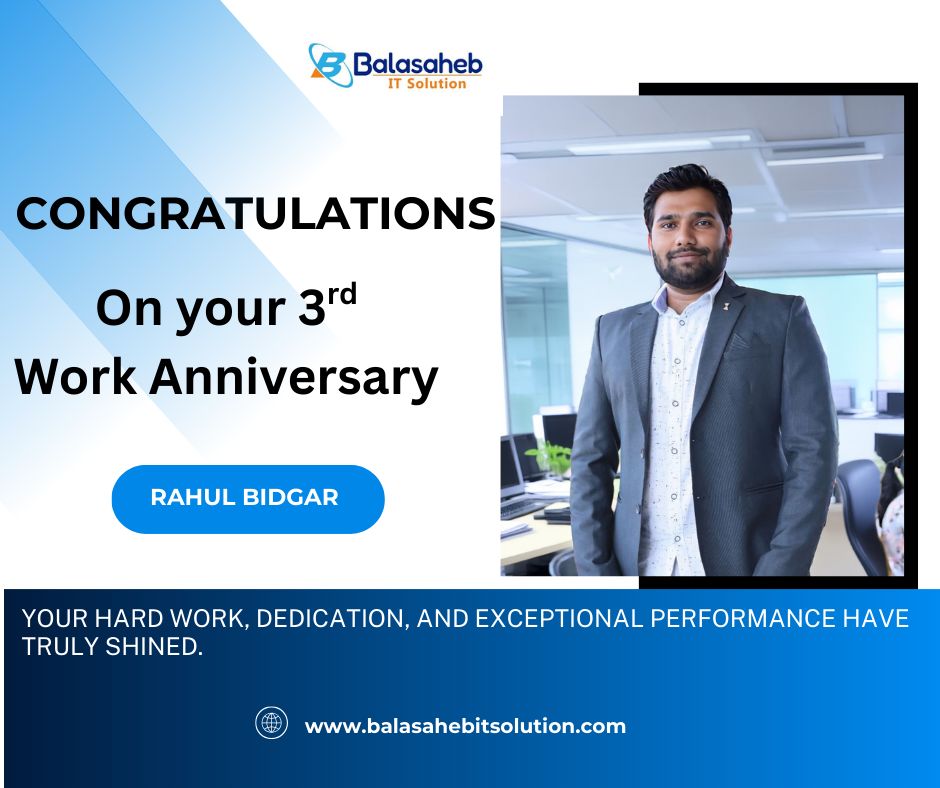 Balasaheb
IT Solution
CONGRATULATIONS
On your 3rd
Work Anniversary
RAHUL BIDGAR
YOUR HARD WORK, DEDICATION, AND EXCEPTIONAL PERFORMANCE HAVE
TRULY SHINED.
www.balasahebitsolution.com